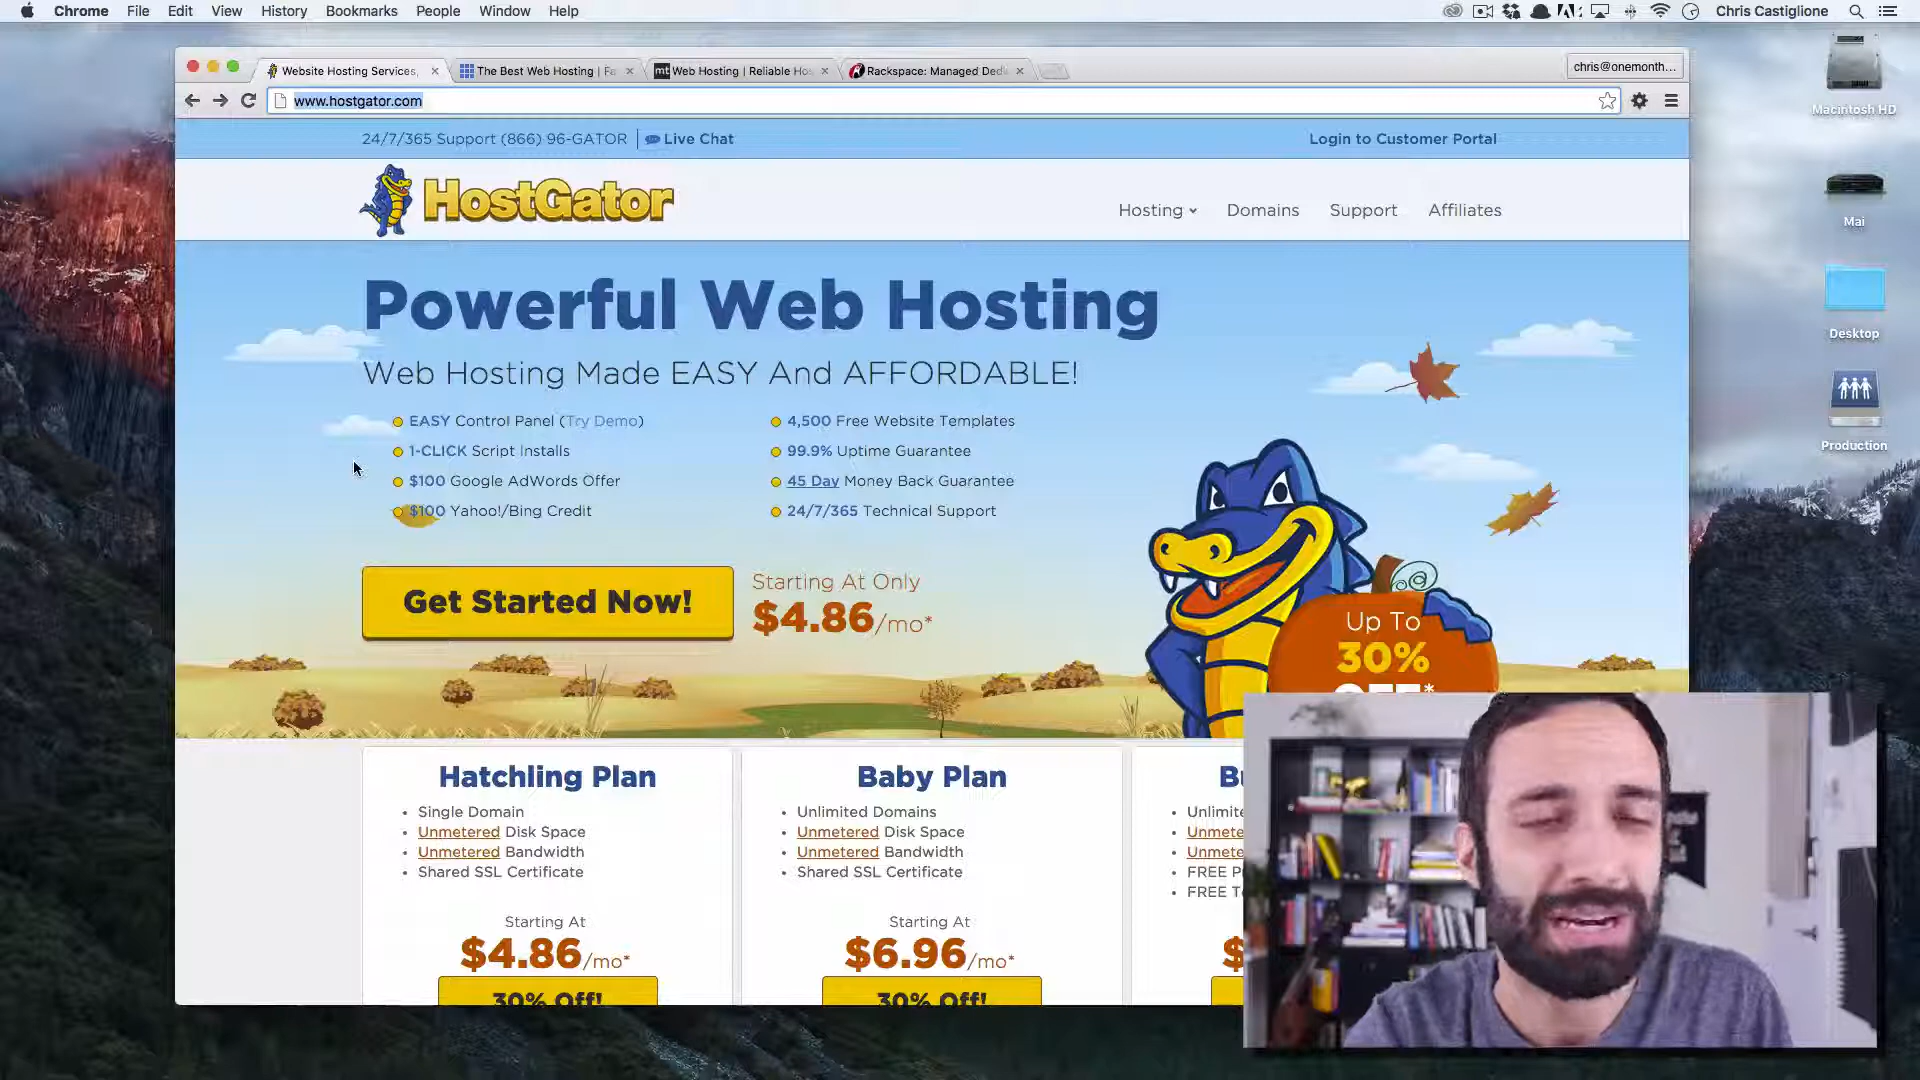 Chrome File Edit View History Bookmarks People Window Help
Chris Castiglione
Website Hosting Services,
The Best Web Hosting | Fa
mt Web Hosting | Reliable Ho
Rackspace: Managed Ded
chris@onemonth...
www.hostgator.com
24/7/365 Support (866) 96-GATOR
Live Chat
Login to Customer Portal
HostGator
Hosting Domains Support Affiliates
Powerful Web Hosting
Web Hosting Made EASY And AFFORDABLE!
EASY Control Panel (Try Demo)
1-CLICK Script Installs
$100 Google AdWords Offer
$100 Yahoo!/Bing Credit
4,500 Free Website Templates
99.9% Uptime Guarantee
45 Day Money Back Guarantee
24/7/365 Technical Support
Get Started Now!
Starting At Only
$4.86/mo*
Up To
30%
OFF*
Hatchling Plan
Single Domain
Unmetered Disk Space
Unmetered Bandwidth
Shared SSL Certificate
Starting At
$4.86/mo*
30% Off!
Baby Plan
Unlimited Domains
Unmetered Disk Space
Unmetered Bandwidth
Shared SSL Certificate
Starting At
$6.96/mo*
30% Off!
Unlimite
Unmete
Unmete
FREE P
FREE T
$
Macintosh HD
Mai
Desktop
Production